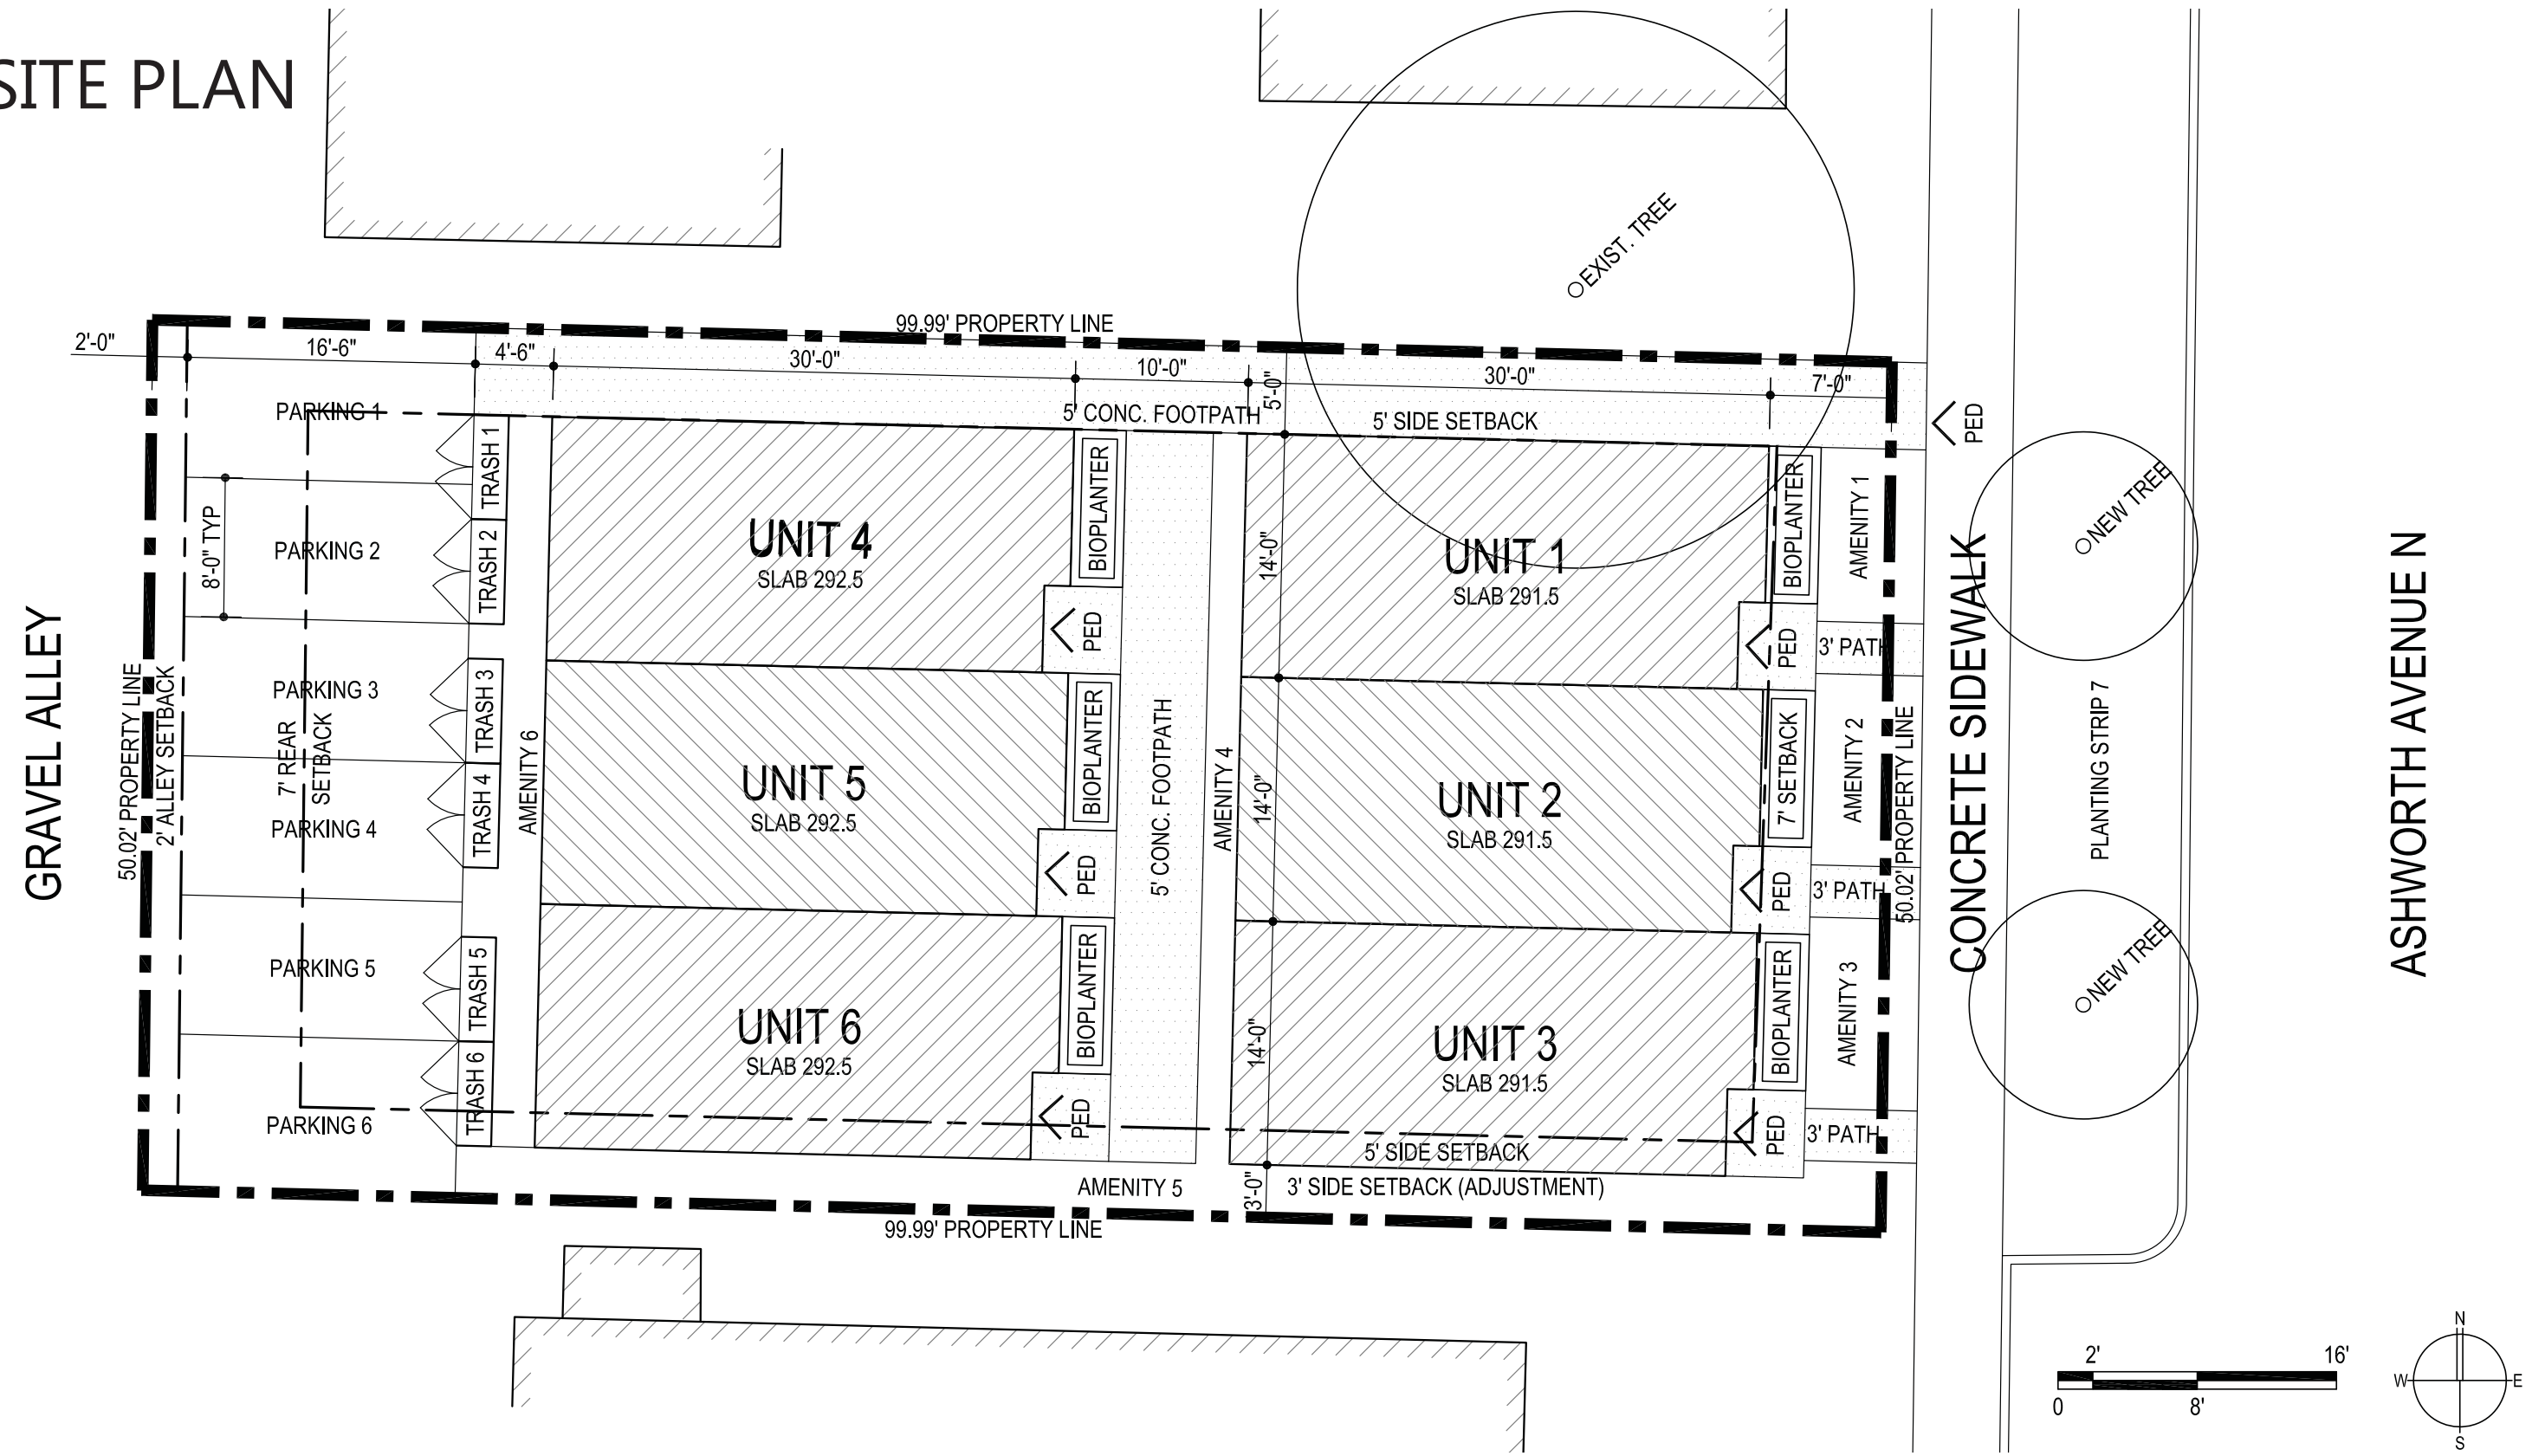 SITE PLAN
EXIST. TREE
99.99' PROPERTY LINE
2'-0"
16'-6"
4'-6"
30'-0"
10'-0"
30'-0"
7'-0"
5'-0"
5' CONC. FOOTPATH
5' SIDE SETBACK
PED
PARKING 1
PARKING 2
PARKING 3
PARKING 4
PARKING 5
PARKING 6
8'-0" TYP
GRAVEL ALLEY
50.02' PROPERTY LINE
2' ALLEY SETBACK
7' REAR
SETBACK
TRASH 1
TRASH 2
TRASH 3
TRASH 4
TRASH 5
TRASH 6
AMENITY 6
UNIT 4
SLAB 292.5
UNIT 5
SLAB 292.5
UNIT 6
SLAB 292.5
BIOPLANTER
PED
BIOPLANTER
PED
BIOPLANTER
PED
5' CONC. FOOTPATH
AMENITY 4
14'-0"
14'-0"
14'-0"
3'-0"
UNIT 1
SLAB 291.5
UNIT 2
SLAB 291.5
UNIT 3
SLAB 291.5
BIOPLANTER
PED
7' SETBACK
PED
BIOPLANTER
PED
AMENITY 1
3' PATH
AMENITY 2
3' PATH
AMENITY 3
3' PATH
50.02' PROPERTY LINE
5' SIDE SETBACK
AMENITY 5
3' SIDE SETBACK (ADJUSTMENT)
99.99' PROPERTY LINE
CONCRETE SIDEWALK
NEW TREE
PLANTING STRIP 7
NEW TREE
ASHWORTH AVENUE N
2'
16'
0
8'
N
W
E
S